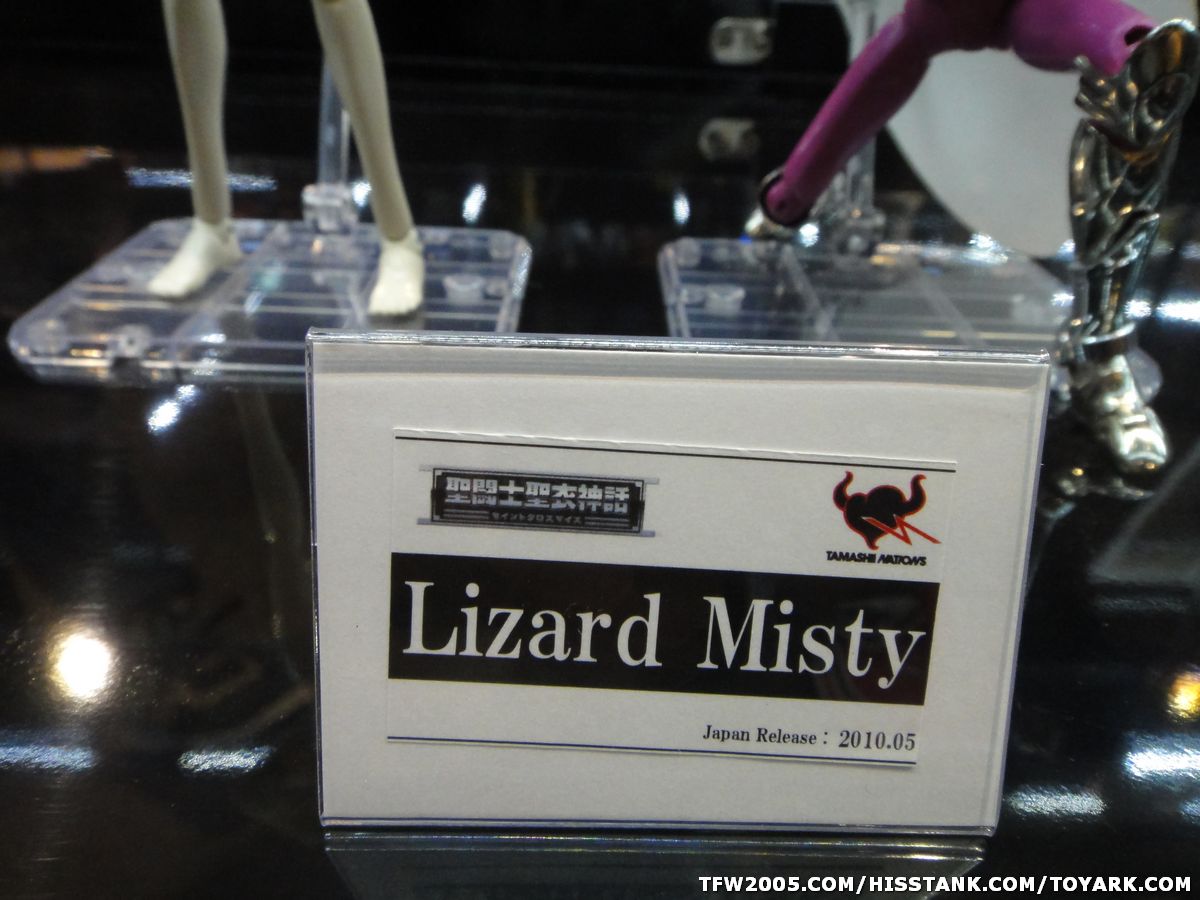 聖闘士聖衣神話
セイントクロスマイス
TAMASHII NATIONS
Lizard Misty
Japan Release : 2010.05
TFW2005.COM/HISSTANK.COM/TOYARK.COM